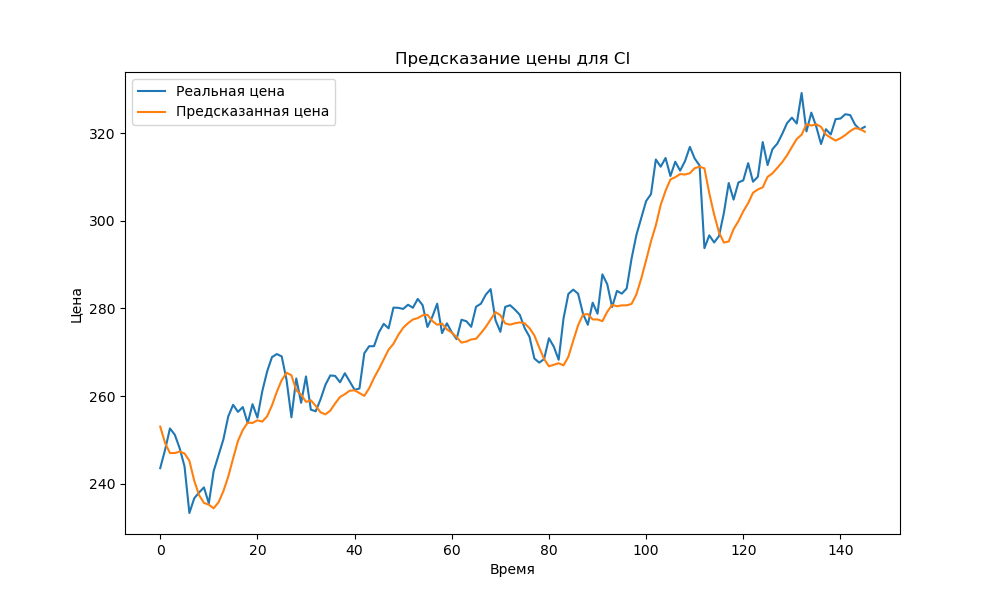 Предсказание цены для CI
Реальная цена
Предсказанная цена
Цена
320
300
280
260
240
0 20 40 60 80 100 120 140
Время